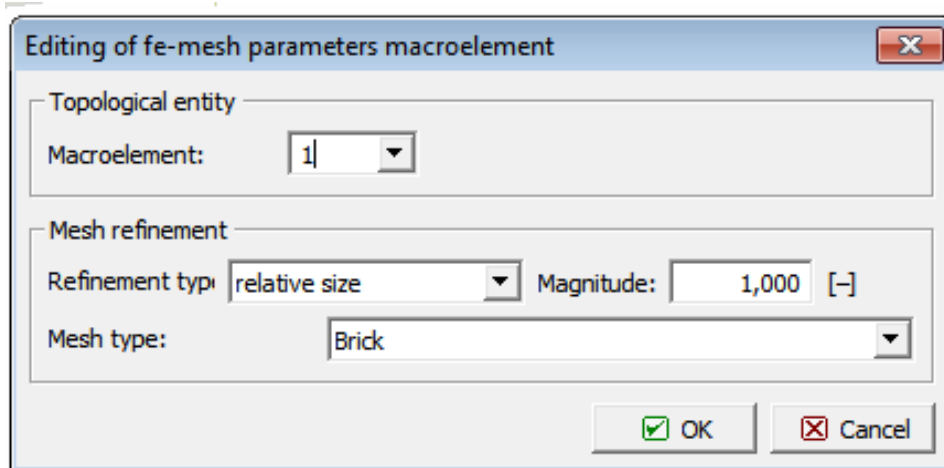 Editing of fe-mesh parameters macroelement
Topological entity
Macroelement: 1
Mesh refinement
Refinement type relative size Magnitude: 1,000 [–]
Mesh type: Brick
OK Cancel